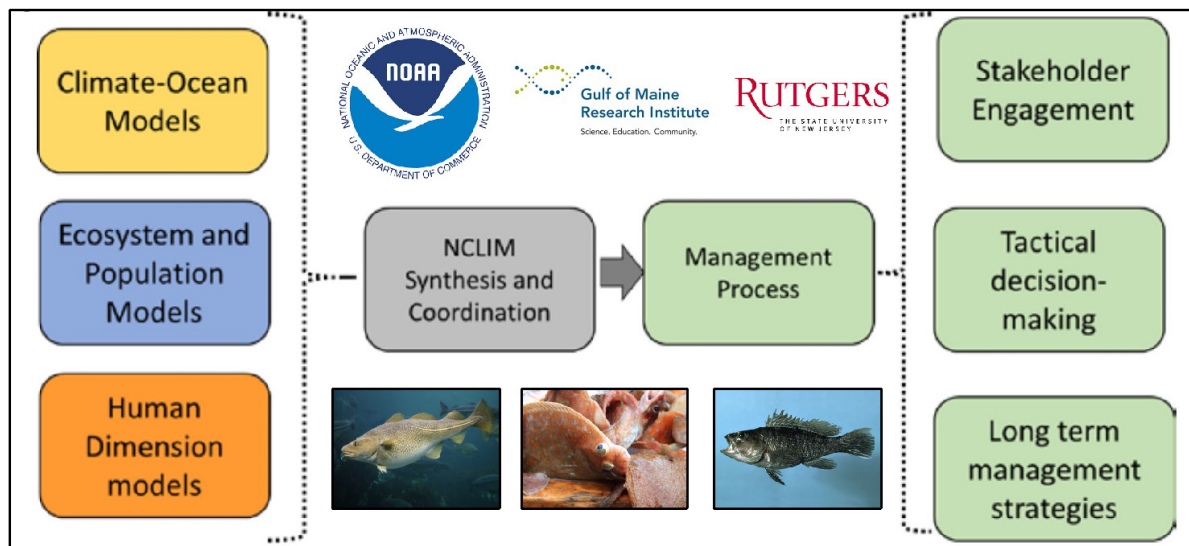 Climate-Ocean
Models
Ecosystem and
Population
Models
Human
Dimension
models
NATIONAL OCEANIC AND ATMOSPHERIC ADMINISTRATION
NOAA
U.S. DEPARTMENT OF COMMERCE
Gulf of Maine
Research Institute
Science. Education. Community.
RUTGERS
THE STATE UNIVERSITY
OF NEW JERSEY
NCLIM
Synthesis and
Coordination
Management
Process
Stakeholder
Engagement
Tactical
decision-
making
Long term
management
strategies